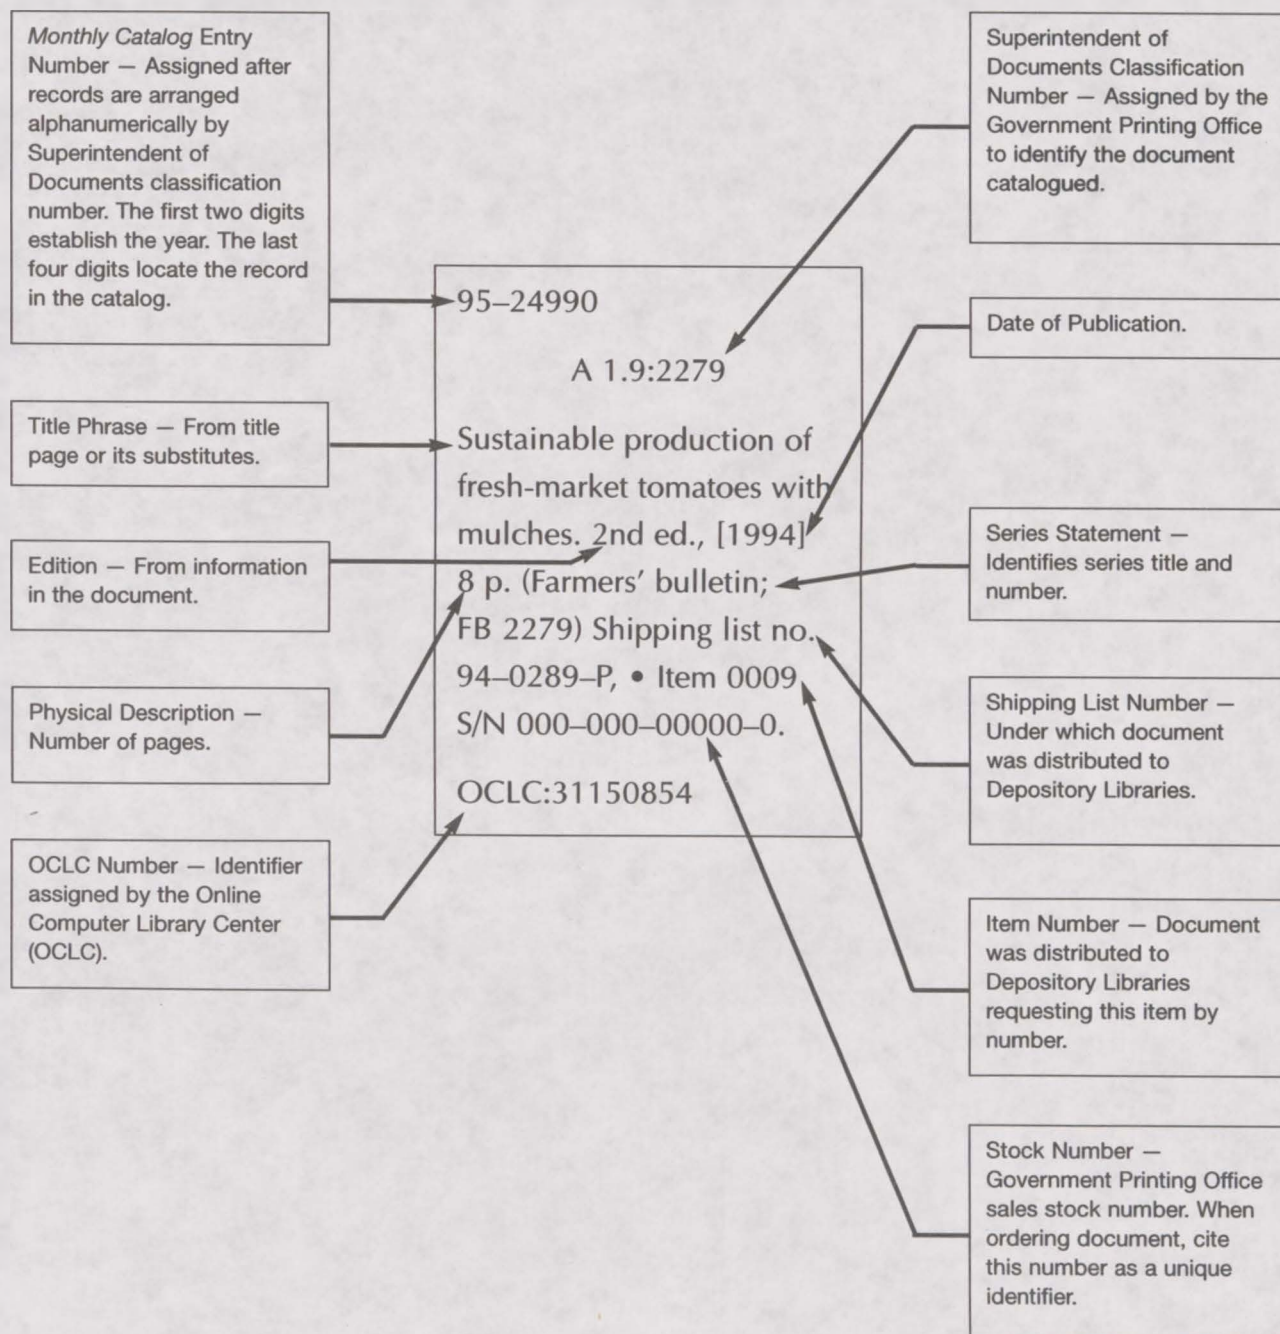 Monthly Catalog Entry
Number — Assigned after
records are arranged
alphanumerically by
Superintendent of
Documents classification
number. The first two digits
establish the year. The last
four digits locate the record
in the catalog.
Title Phrase — From title
page or its substitutes.
Edition — From information
in the document.
Physical Description —
Number of pages.
OCLC Number — Identifier
assigned by the Online
Computer Library Center
(OCLC).
95–24990
A 1.9:2279
Sustainable production of
fresh-market tomatoes with
mulches. 2nd ed., [1994]
8 p. (Farmers’ bulletin;
FB 2279) Shipping list no.
94–0289–P, • Item 0009
S/N 000–000–00000–0.
OCLC:31150854
Superintendent of
Documents Classification
Number — Assigned by the
Government Printing Office
to identify the document
catalogued.
Date of Publication.
Series Statement —
Identifies series title and
number.
Shipping List Number —
Under which document
was distributed to
Depository Libraries.
Item Number — Document
was distributed to
Depository Libraries
requesting this item by
number.
Stock Number —
Government Printing Office
sales stock number. When
ordering document, cite
this number as a unique
identifier.